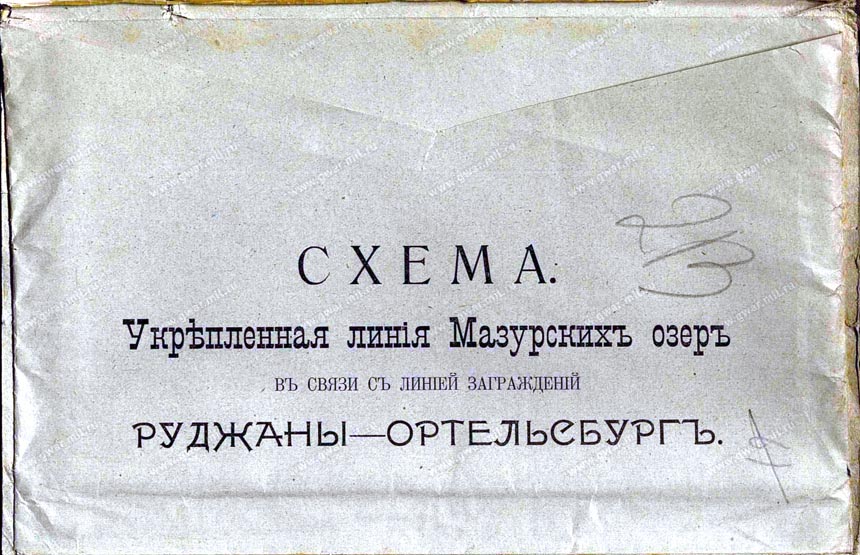 СХЕМА.
Укрѣпленная линія Мазурскихъ озеръ
ВЪ СВЯЗИ СЪ ЛИНІЕЙ ЗАГРАЖДЕНІЙ
РУДЖАНЫ—ОРТЕЛЬСБУРГЪ.